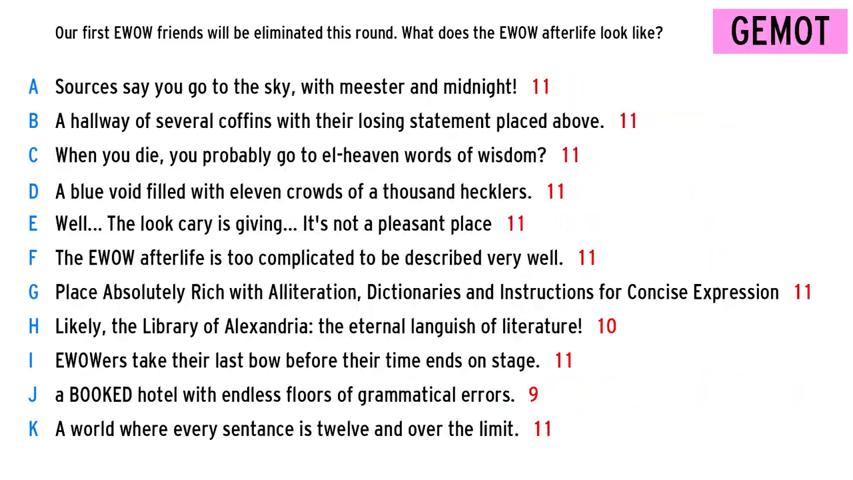 Our first EWOW friends will be eliminated this round. What does the EWOW afterlife look like?
GEMOT
A Sources say you go to the sky, with meester and midnight! 11
B A hallway of several coffins with their losing statement placed above. 11
C When you die, you probably go to el-heaven words of wisdom? 11
D A blue void filled with eleven crowds of a thousand hecklers. 11
E Well... The look cary is giving... It's not a pleasant place 11
F The EWOW afterlife is too complicated to be described very well. 11
G Place Absolutely Rich with Alliteration, Dictionaries and Instructions for Concise Expression 11
H Likely, the Library of Alexandria: the eternal languish of literature! 10
I EWOWers take their last bow before their time ends on stage. 11
J a BOOKED hotel with endless floors of grammatical errors. 9
K A world where every sentance is twelve and over the limit. 11